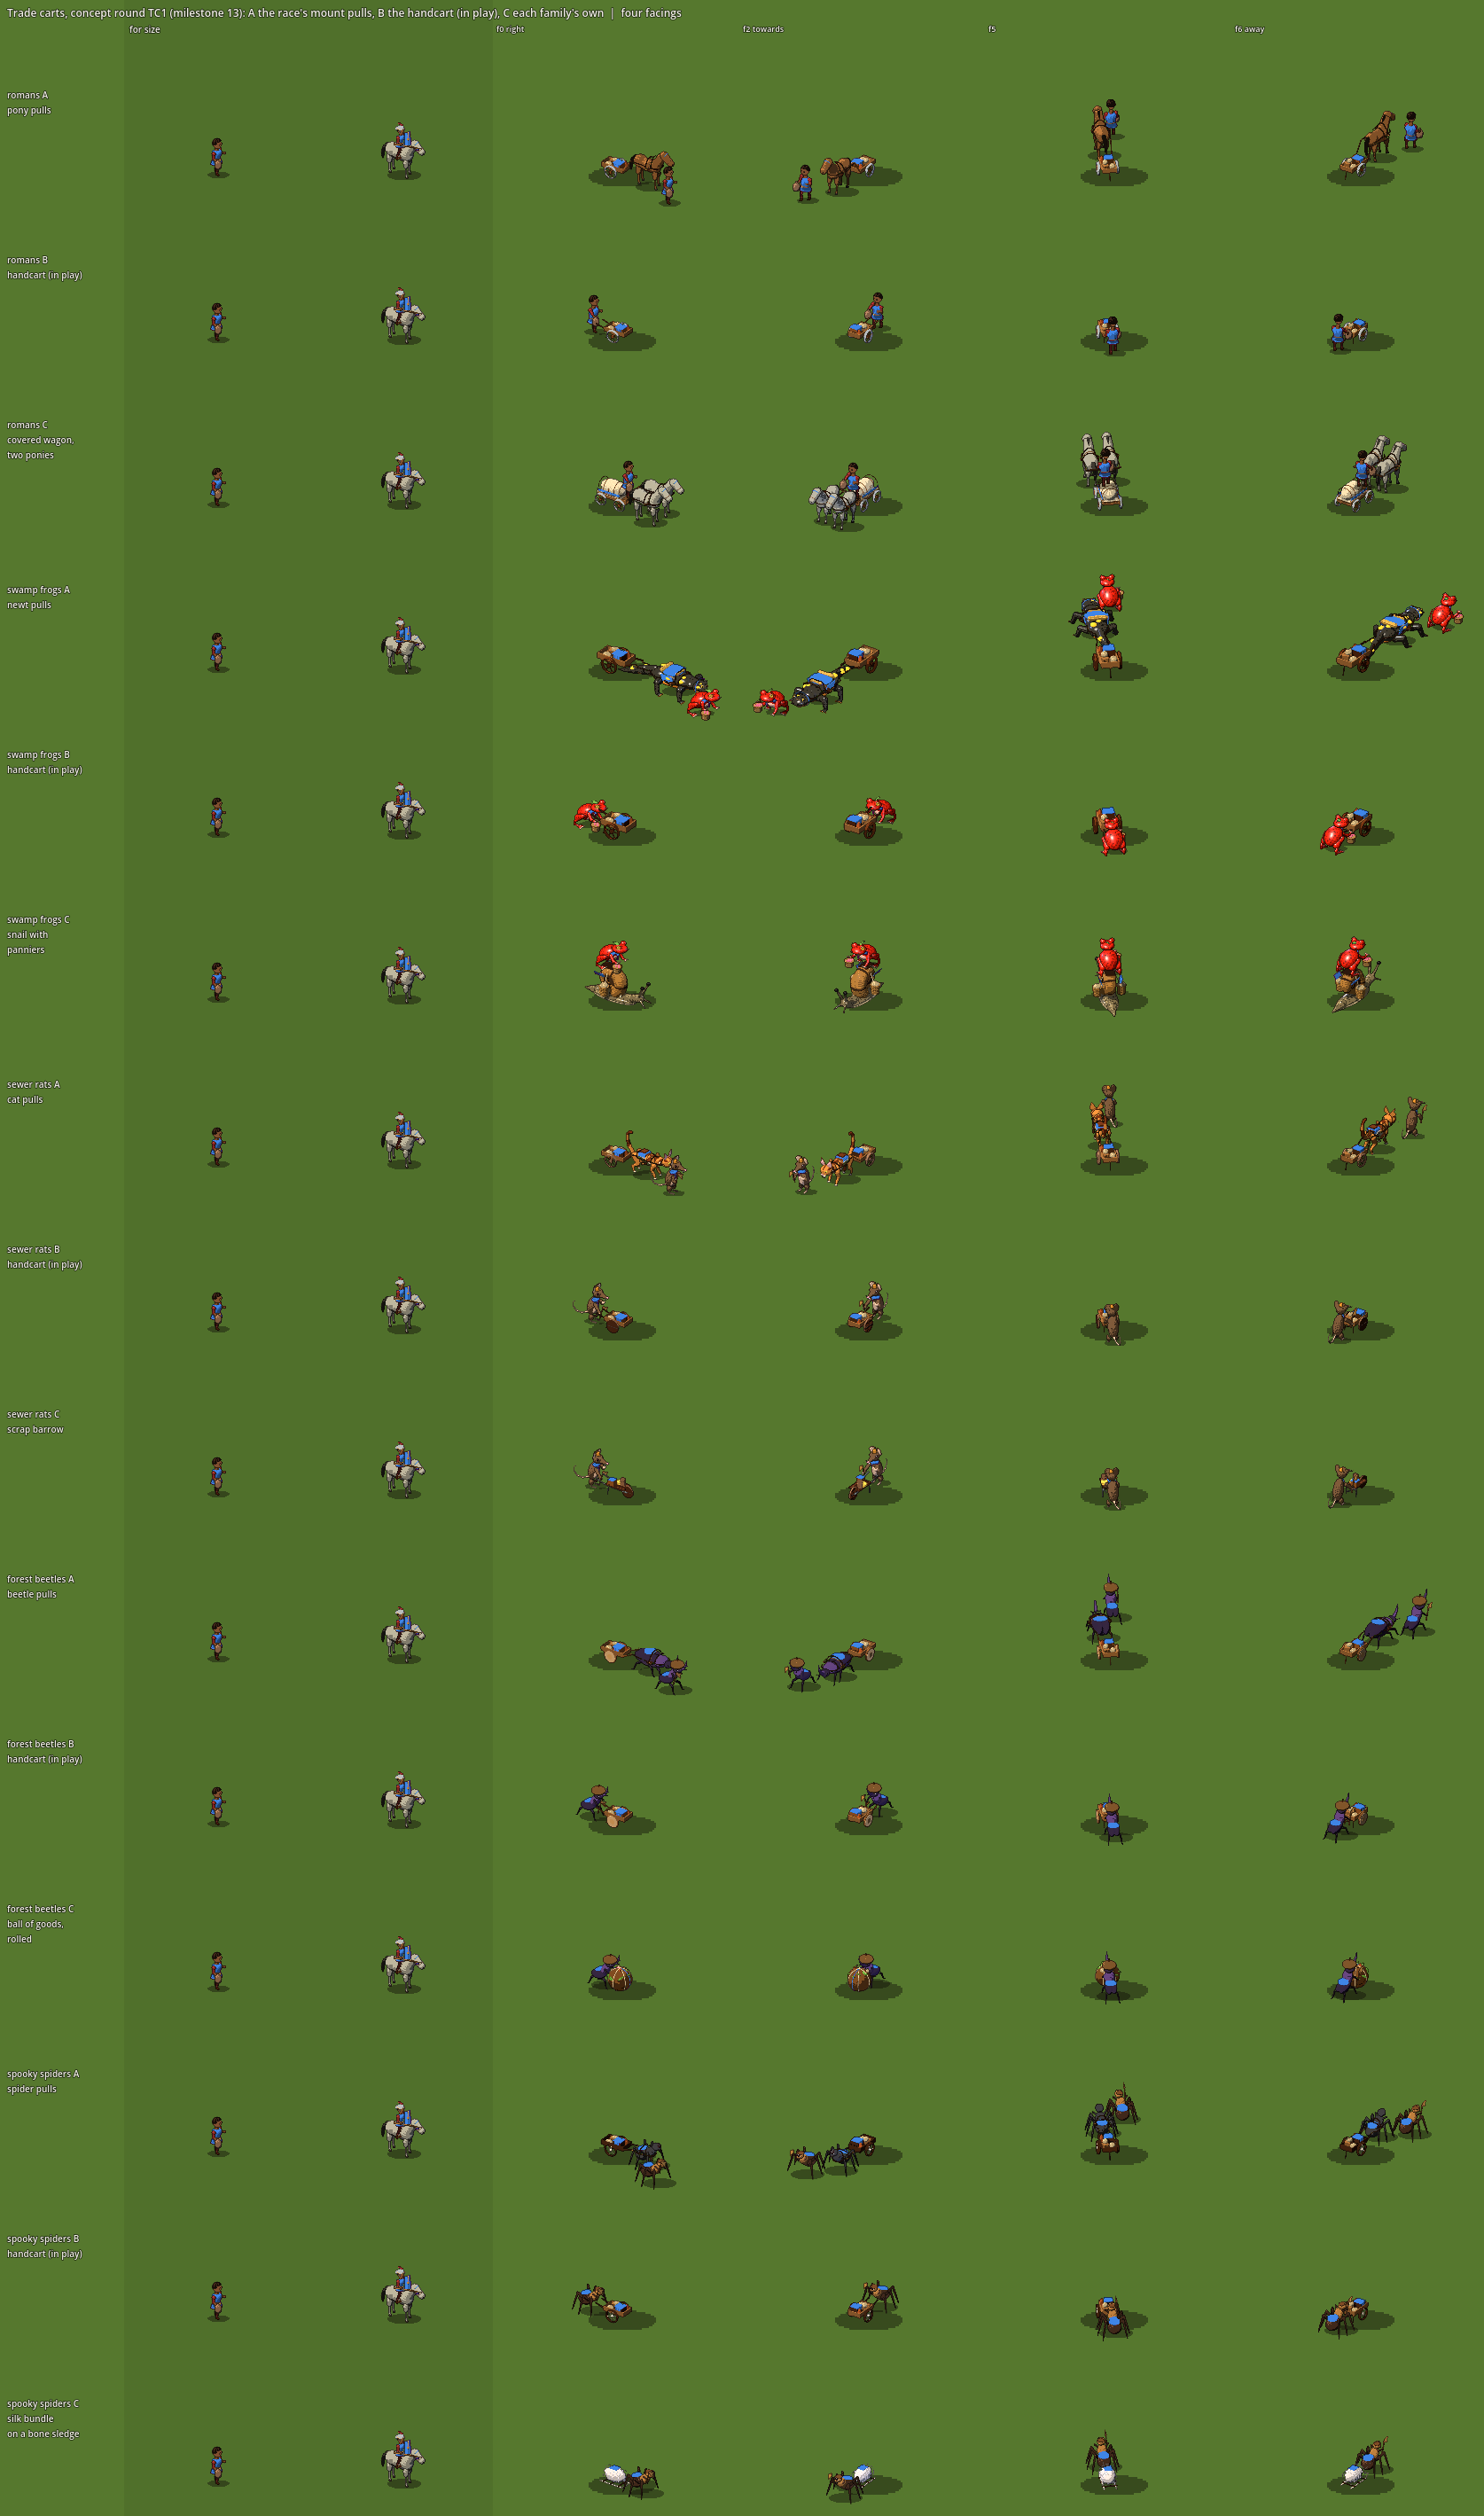 Trade carts, concept round TC1 (milestone 13): A the race's mount pulls, B the handcart (in play), C each family's own | four facings
for size
f0 right
f2 towards
f5
f6 away
romans A
pony pulls
romans B
handcart (in play)
romans C
covered wagon,
two ponies
swamp frogs A
newt pulls
swamp frogs B
handcart (in play)
swamp frogs C
snail with
panniers
sewer rats A
cat pulls
sewer rats B
handcart (in play)
sewer rats C
scrap barrow
forest beetles A
beetle pulls
forest beetles B
handcart (in play)
forest beetles C
ball of goods,
rolled
spooky spiders A
spider pulls
spooky spiders B
handcart (in play)
spooky spiders C
silk bundle
on a bone sledge